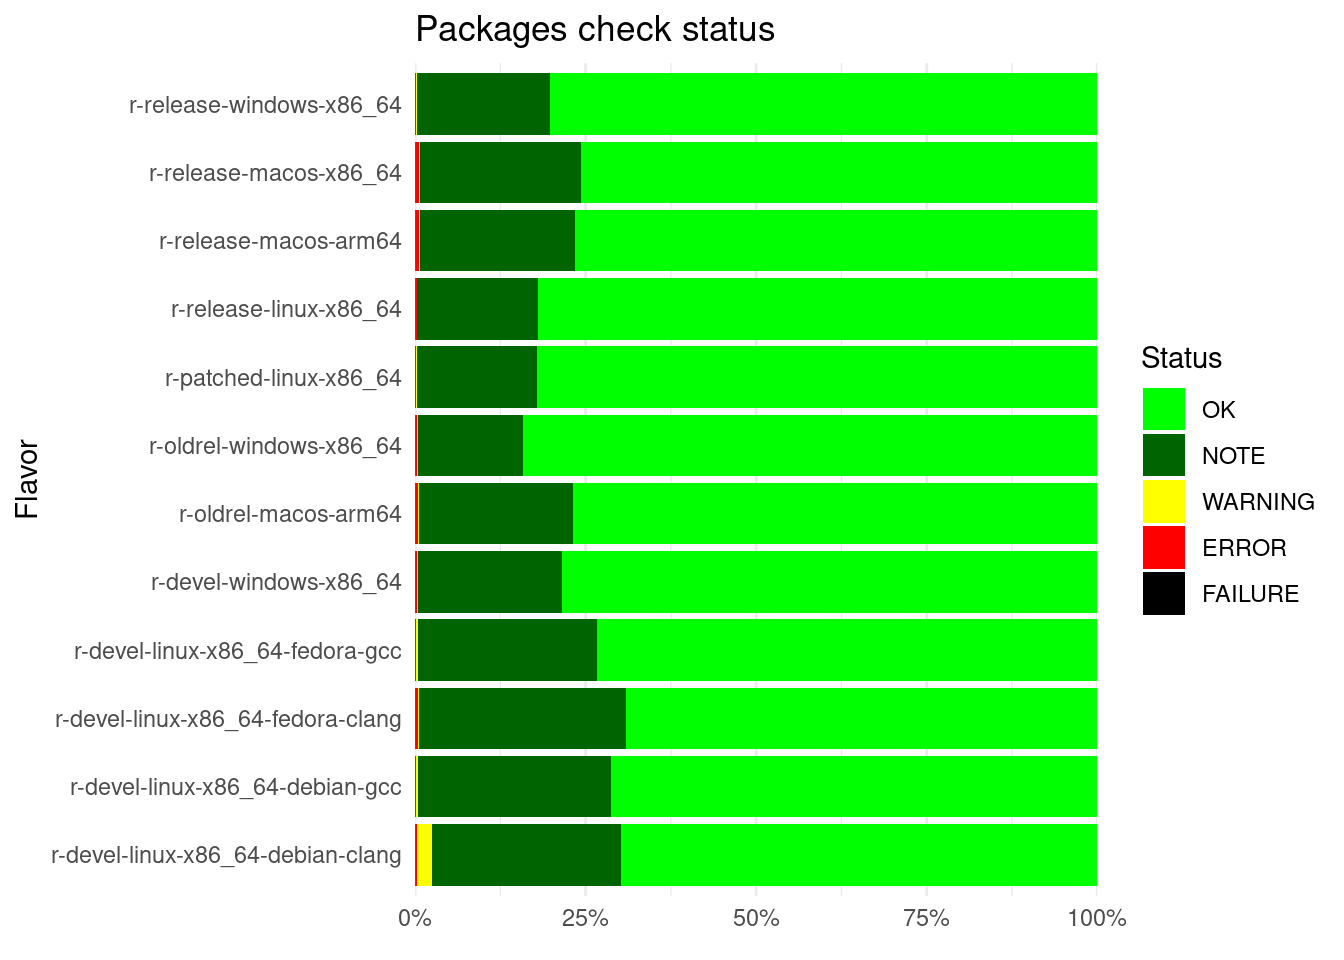 Packages check status
r-release-windows-x86_64
r-release-macos-x86_64
r-release-macos-arm64
r-release-linux-x86_64
r-patched-linux-x86_64
r-oldrel-windows-x86_64
r-oldrel-macos-arm64
r-devel-windows-x86_64
r-devel-linux-x86_64-fedora-gcc
r-devel-linux-x86_64-fedora-clang
r-devel-linux-x86_64-debian-gcc
r-devel-linux-x86_64-debian-clang
Flavor
0% 25% 50% 75% 100%
Status
OK
NOTE
WARNING
ERROR
FAILURE